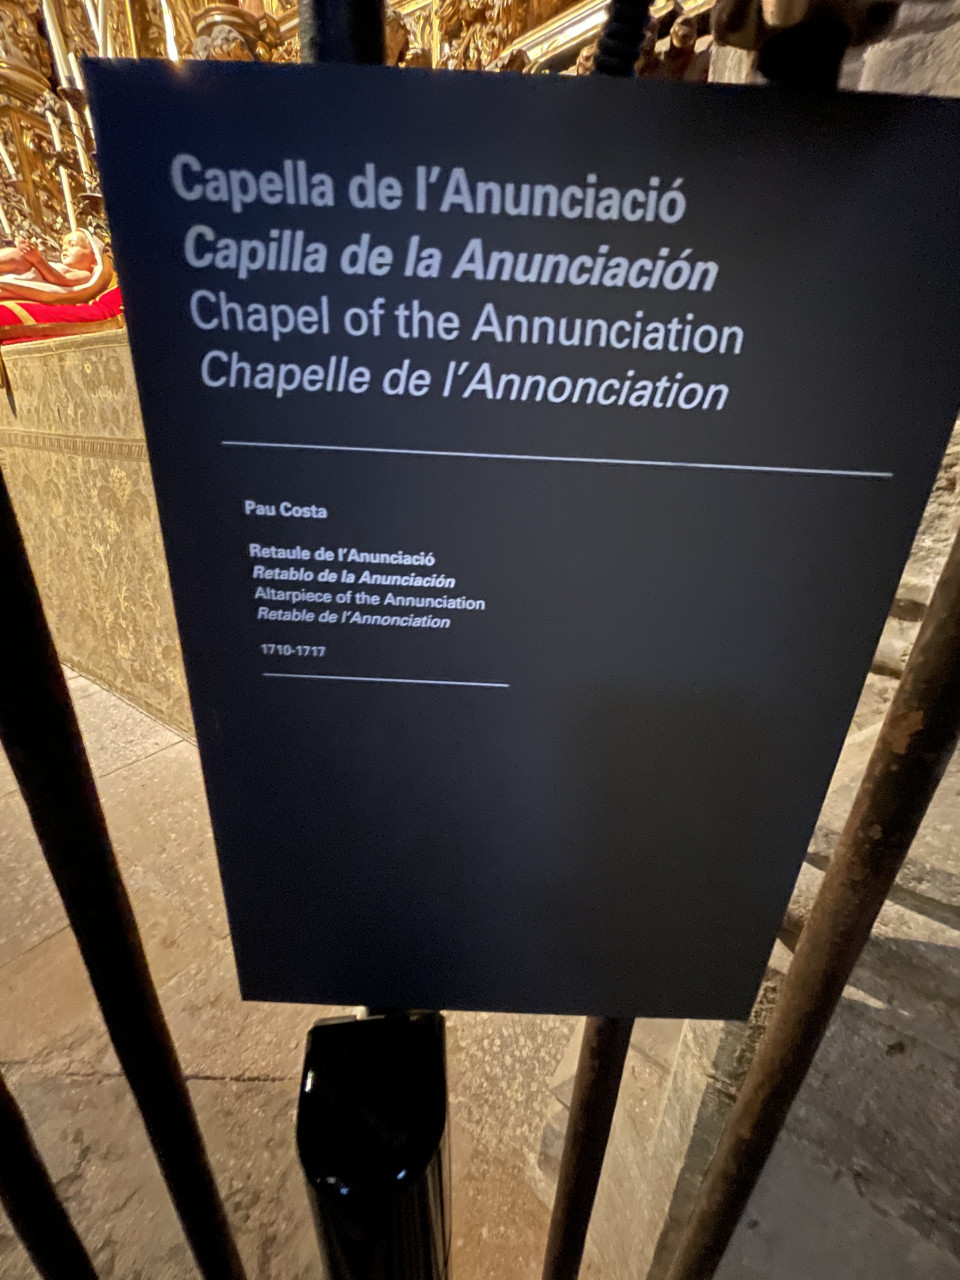 Capella de l'Anunciació
Capilla de la Anunciación
Chapel of the Annunciation
Chapelle de l'Annonciation
Pau Costa
Retaule de l'Anunciació
Retablo de la Anunciación
Altarpiece of the Annunciation
Retable de l'Annonciation
1710-1717